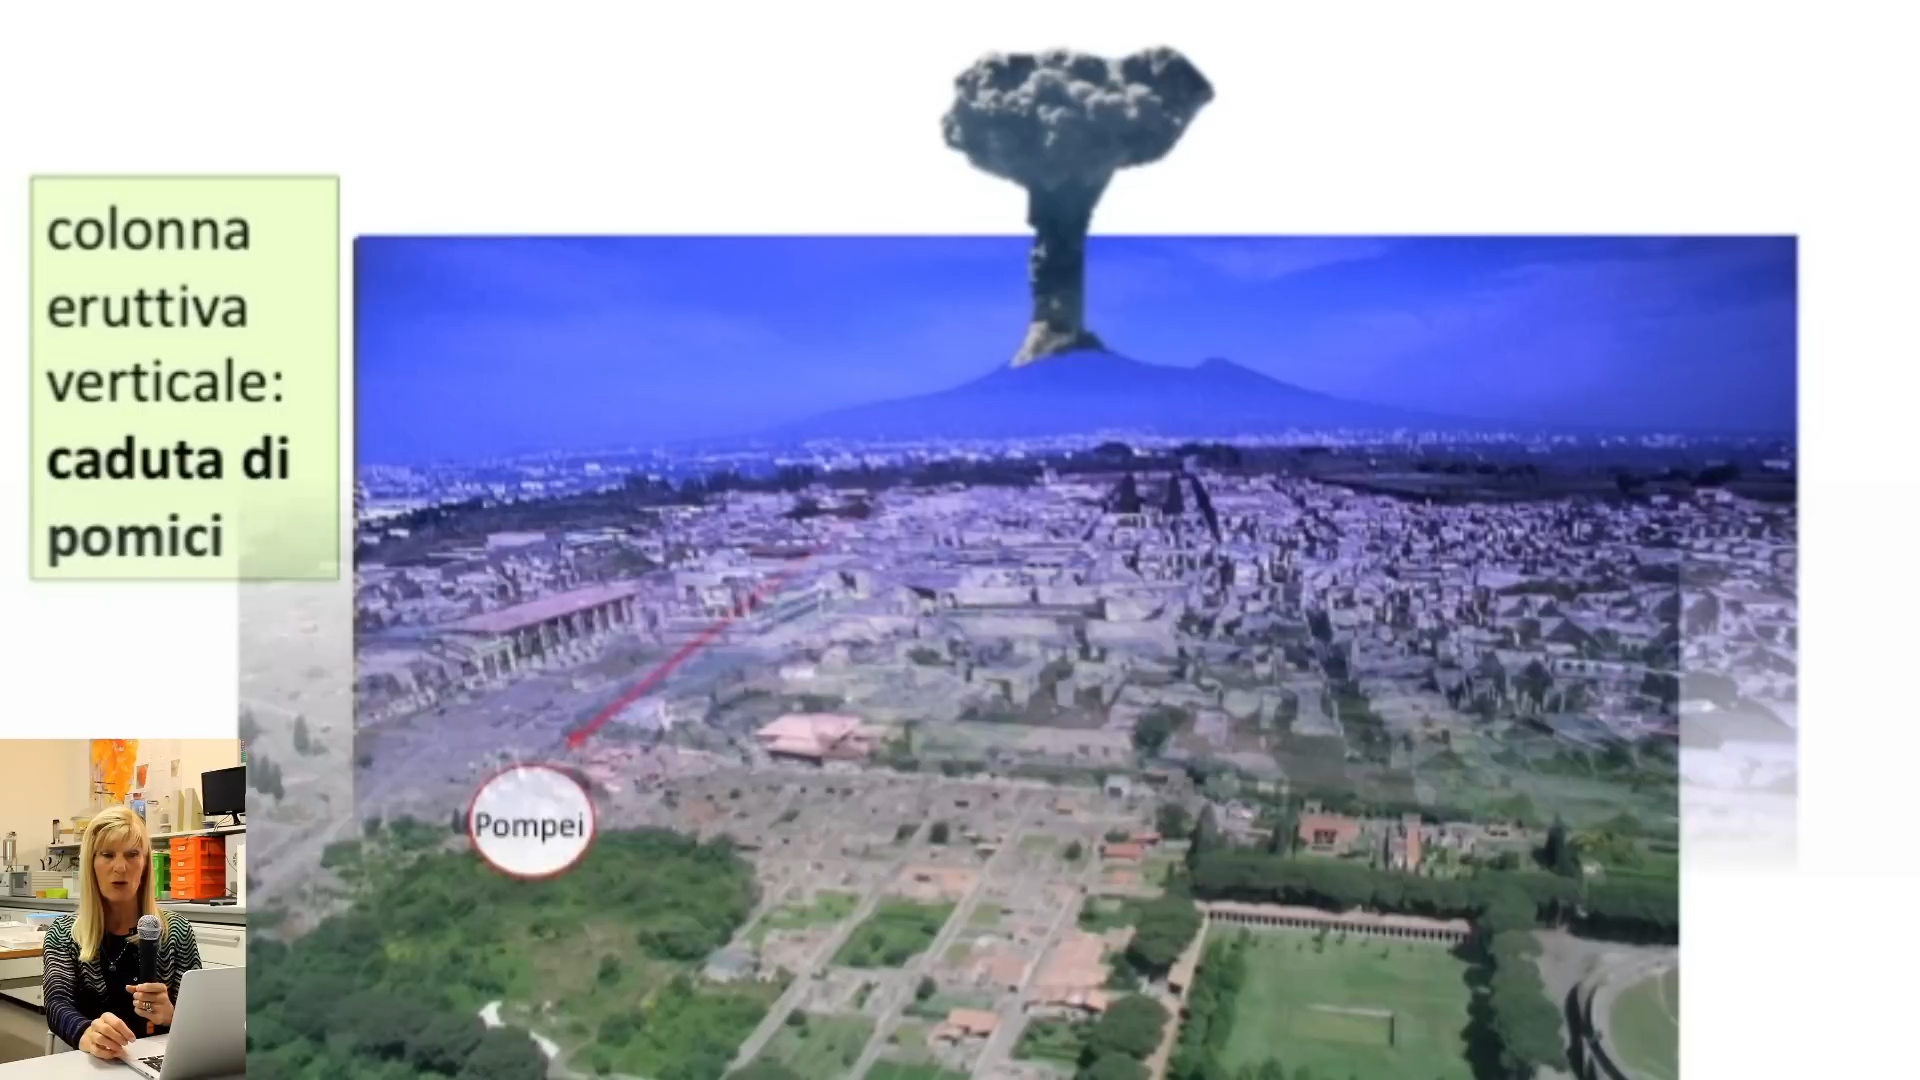 colonna
eruttiva
verticale:
caduta di
pomici
Pompei